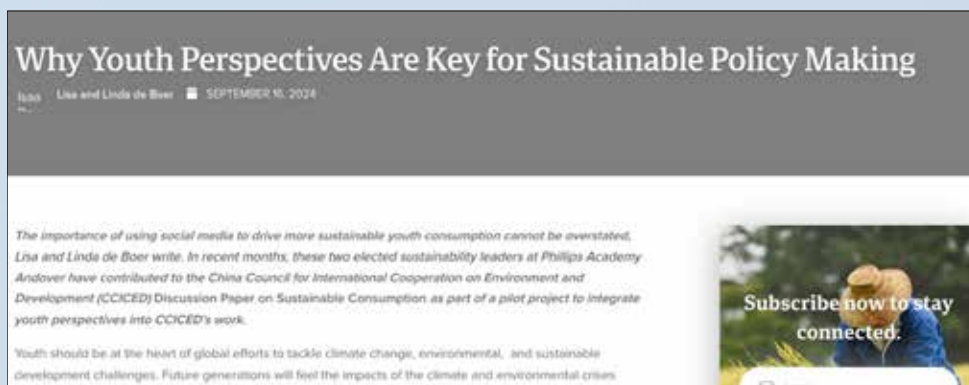 Why Youth Perspectives Are Key for Sustainable Policy Making
Lisa and Linda de Boer SEPTEMBER 16, 2024
The importance of using social media to drive more sustainable youth consumption cannot be overstated,
Lisa and Linda de Boer write. In recent months, these two elected sustainability leaders at Phillips Academy
Andover have contributed to the China Council for International Cooperation on Environment and
Development (CCICED) Discussion Paper on Sustainable Consumption as part of a pilot project to integrate
youth perspectives into CCICED's work.
Youth should be at the heart of global efforts to tackle climate change, environmental, and sustainable
development challenges. Future generations will feel the impacts of the climate and environmental crises
Subscribe now to stay
connected.